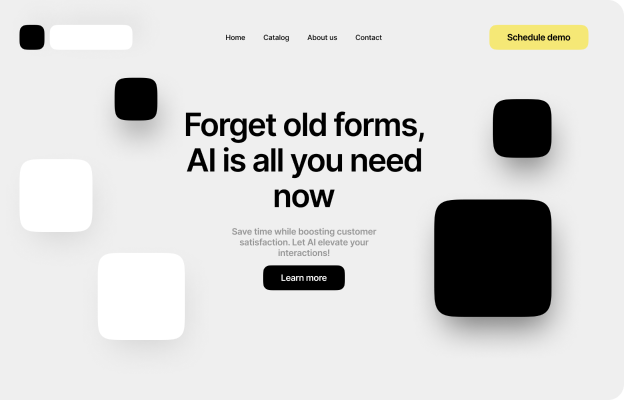 Home Catalog About us Contact Schedule demo
Forget old forms,
AI is all you need
now
Save time while boosting customer
satisfaction. Let AI elevate your
interactions!
Learn more